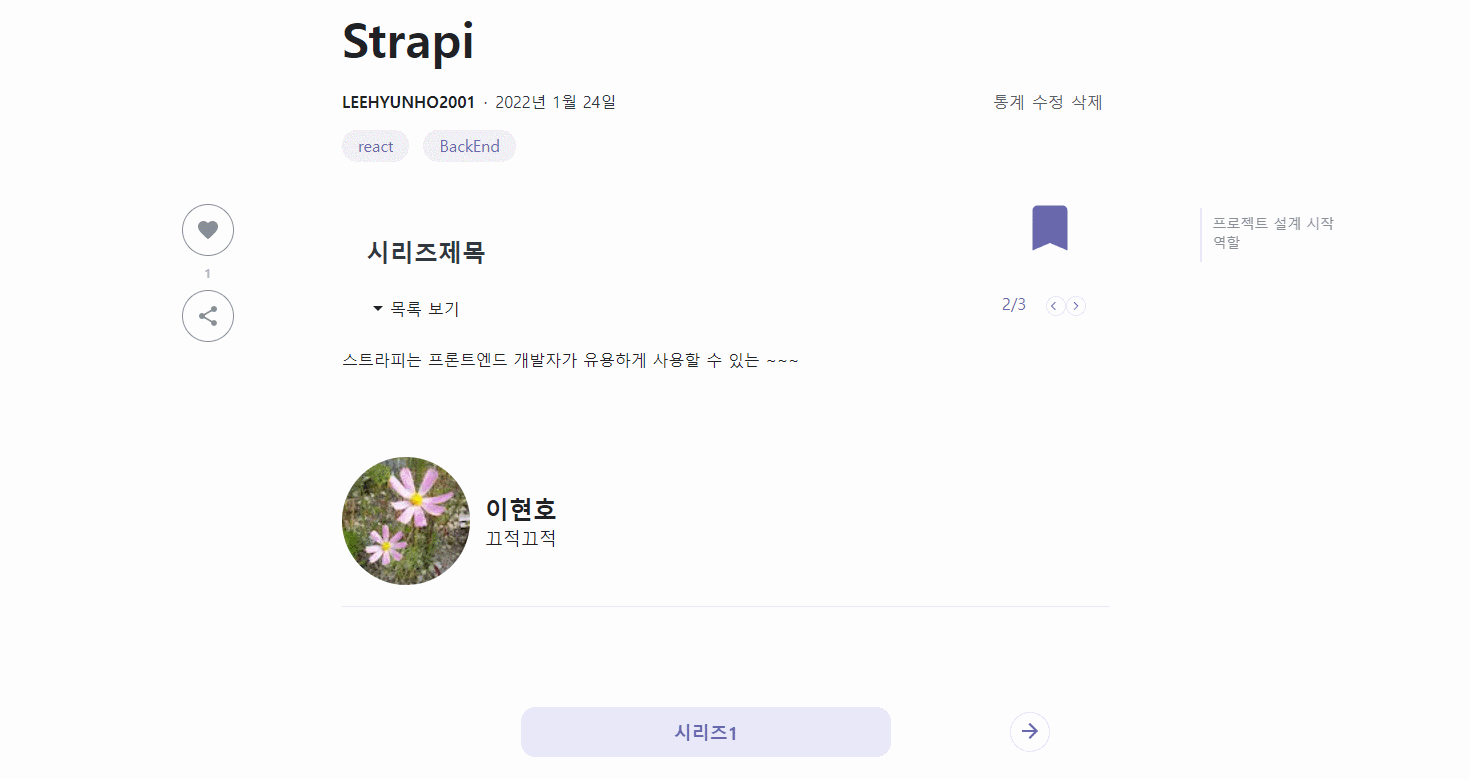 Strapi
LEEHYUNHO2001 · 2022년 1월 24일
통계 수정 삭제
react
BackEnd
1
시리즈제목
목록 보기
2/3
프로젝트 설계 시작
역할
스트라피는 프론트엔드 개발자가 유용하게 사용할 수 있는 ~~~
이현호
끄적끄적
시리즈1